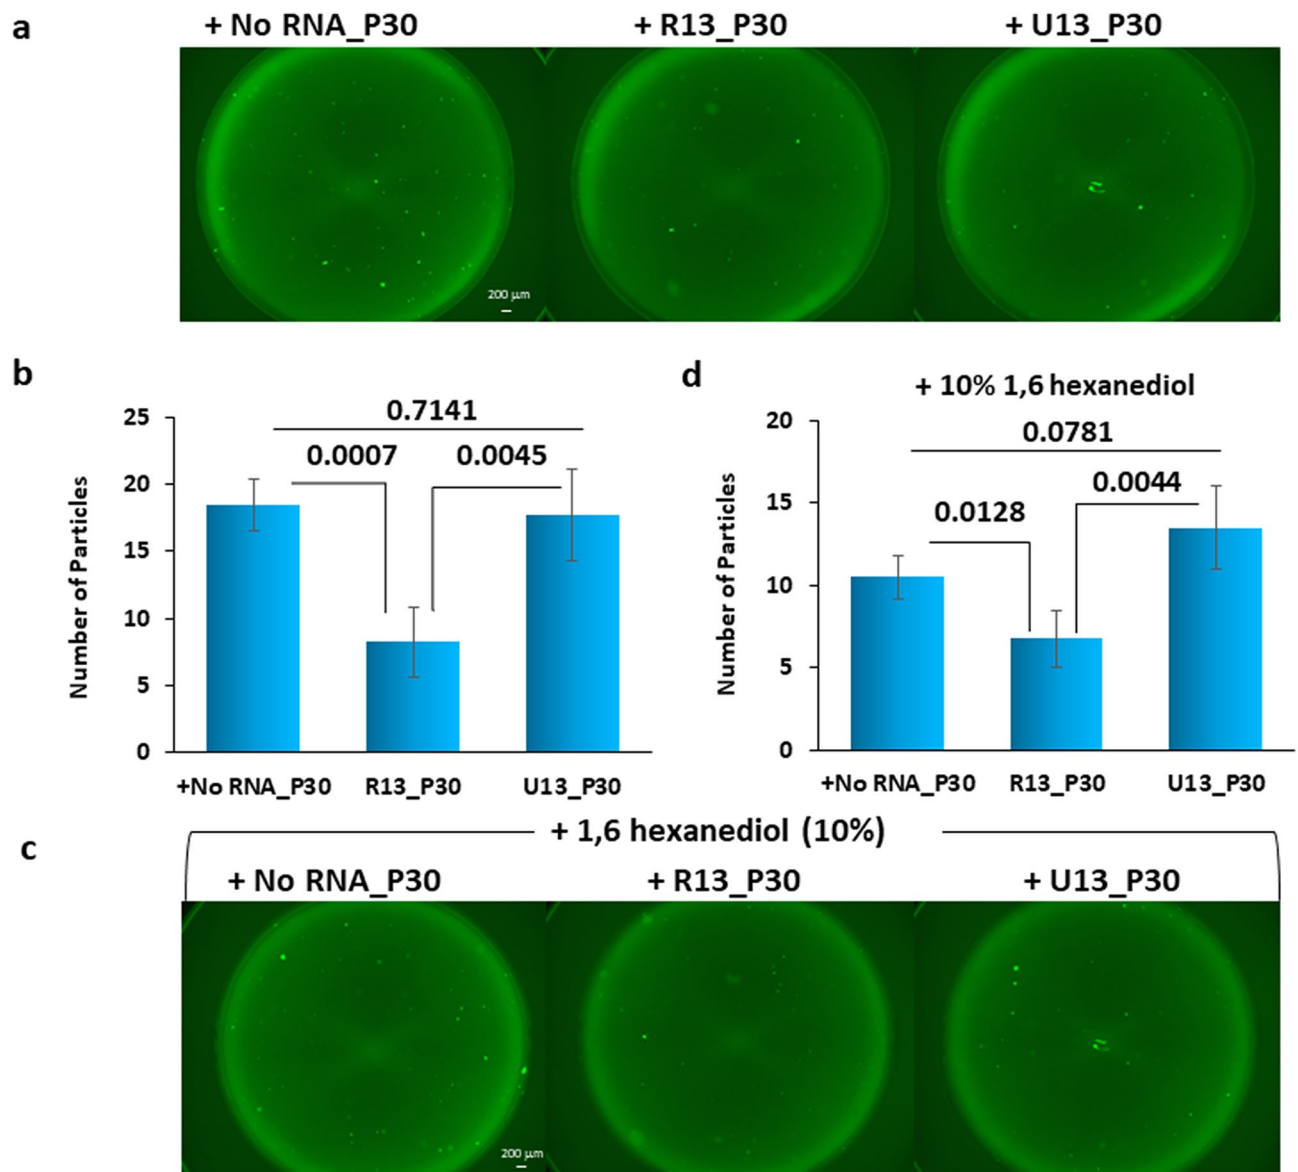 a
+ No RNA_P30 + R13_P30 + U13_P30
200 µm
b
25
20
15
10
5
0
Number of Particles
0.7141
0.0007 0.0045
+No RNA_P30 R13_P30 U13_P30
d
+ 10% 1,6 hexanediol
20
15
10
5
0
Number of Particles
0.0781
0.0128 0.0044
+No RNA_P30 R13_P30 U13_P30
c
+ 1,6 hexanediol (10%)
+ No RNA_P30 + R13_P30 + U13_P30
200 µm